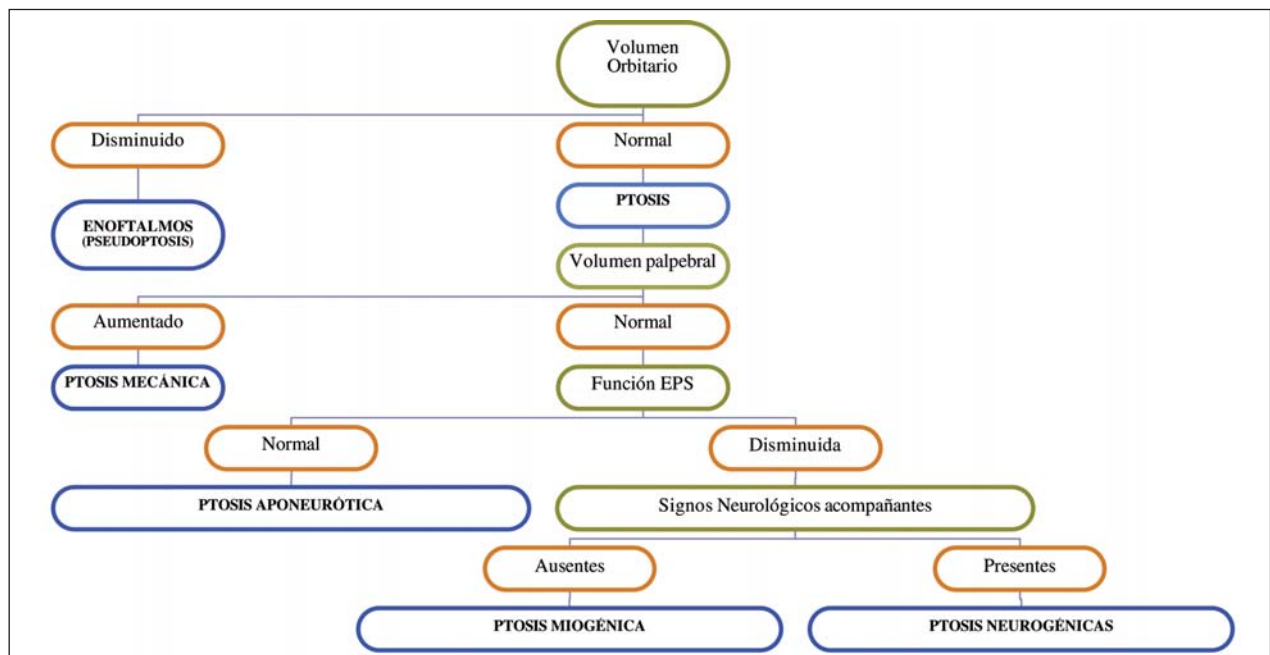 Volumen
Orbitario
Disminuido
Normal
ENOFTALMOS
(PSEUDOPTOSIS)
PTOSIS
Volumen palpebral
Aumentado
Normal
PTOSIS MECÁNICA
Función EPS
Normal
Disminuida
PTOSIS APONEURÓTICA
Signos Neurológicos acompañantes
Ausentes
Presentes
PTOSIS MIOGÉNICA
PTOSIS NEUROGÉNICAS